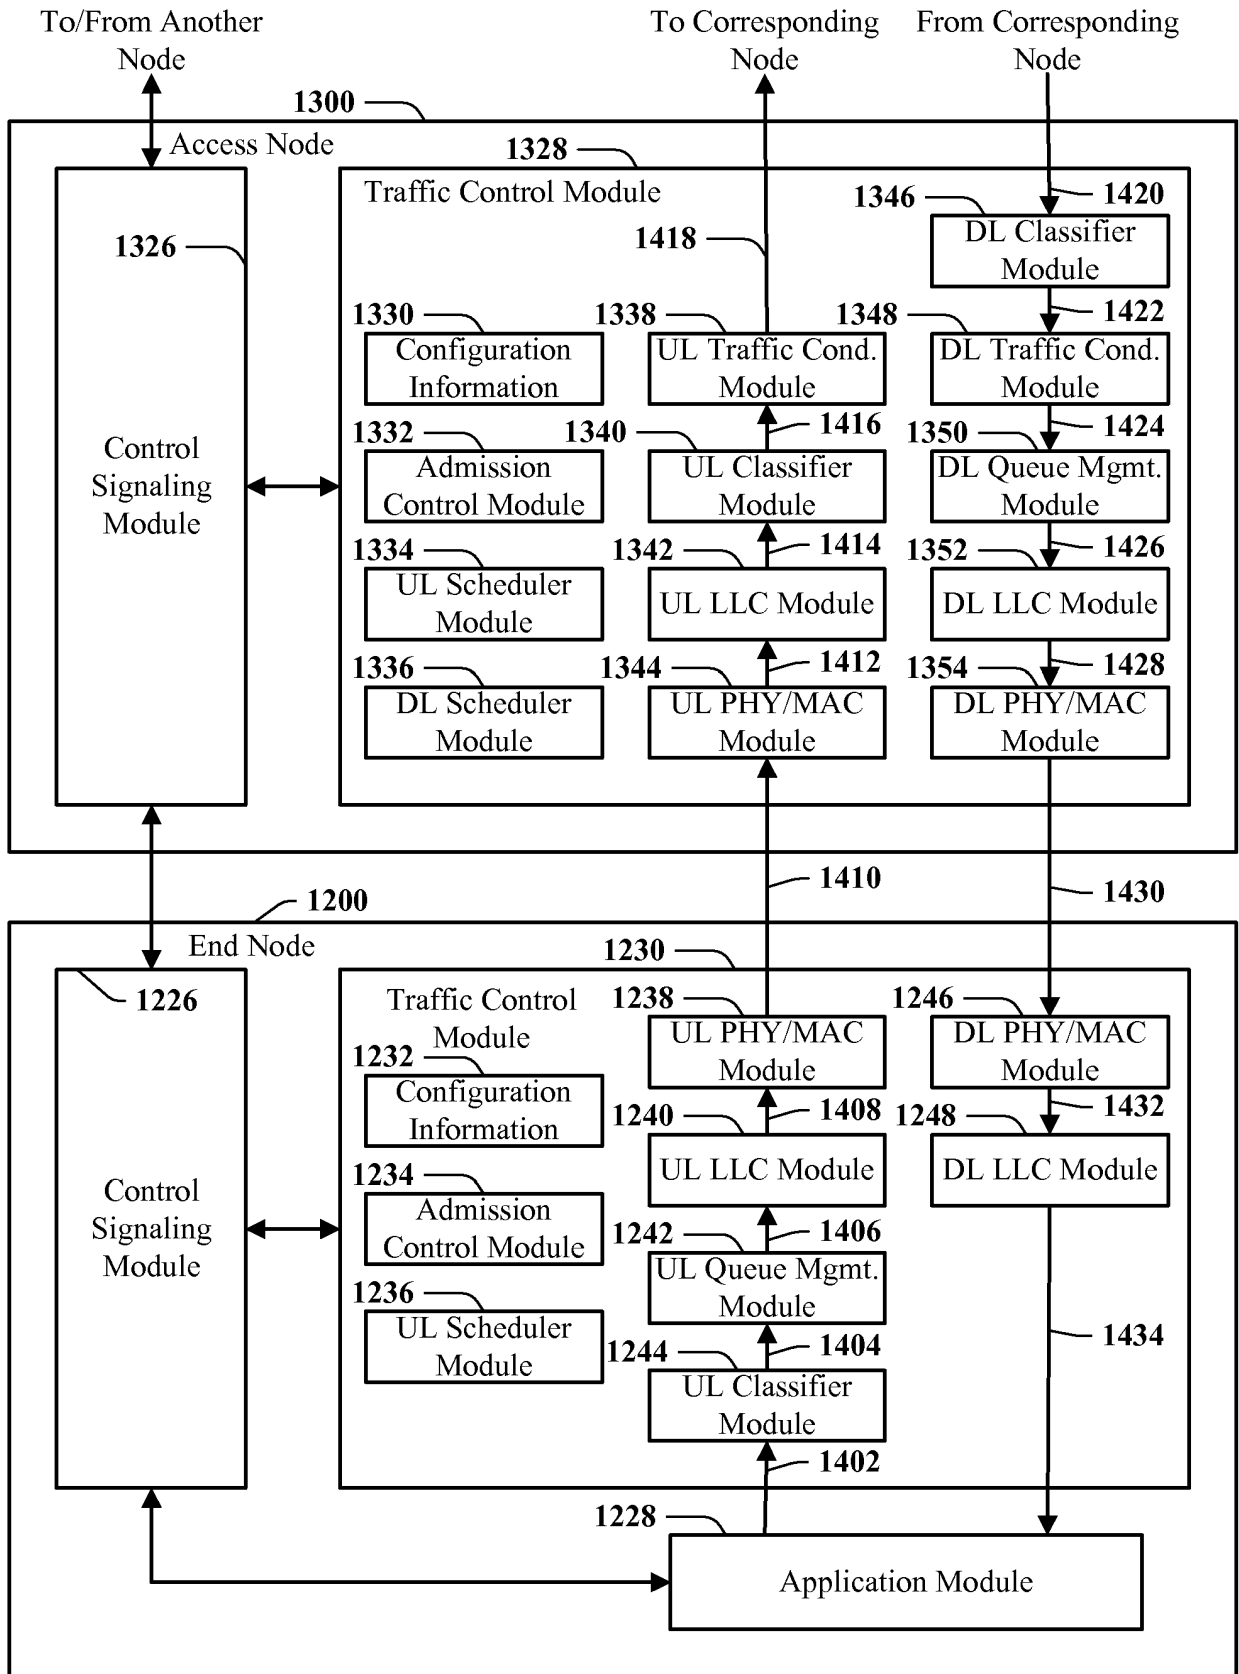 To/From Another
Node
To Corresponding
Node
From Corresponding
Node
1300
Access Node
1328
Traffic Control Module
1326
Control
Signaling
Module
1418
1346
1420
DL Classifier
Module
1422
1330
Configuration
Information
1338
UL Traffic Cond.
Module
1348
DL Traffic Cond.
Module
1416
1424
1332
Admission
Control Module
1340
UL Classifier
Module
1350
DL Queue Mgmt.
Module
1414
1426
1334
UL Scheduler
Module
1342
UL LLC Module
1352
DL LLC Module
1412
1428
1336
DL Scheduler
Module
1344
UL PHY/MAC
Module
1354
DL PHY/MAC
Module
1410
1430
1200
End Node
1230
1226
Traffic Control
Module
Control
Signaling
Module
1238
UL PHY/MAC
Module
1246
DL PHY/MAC
Module
1232
Configuration
Information
1408
1432
1240
UL LLC Module
1248
DL LLC Module
1234
Admission
Control Module
1406
1242
UL Queue Mgmt.
Module
1236
UL Scheduler
Module
1404
1434
1244
UL Classifier
Module
1402
1228
Application Module